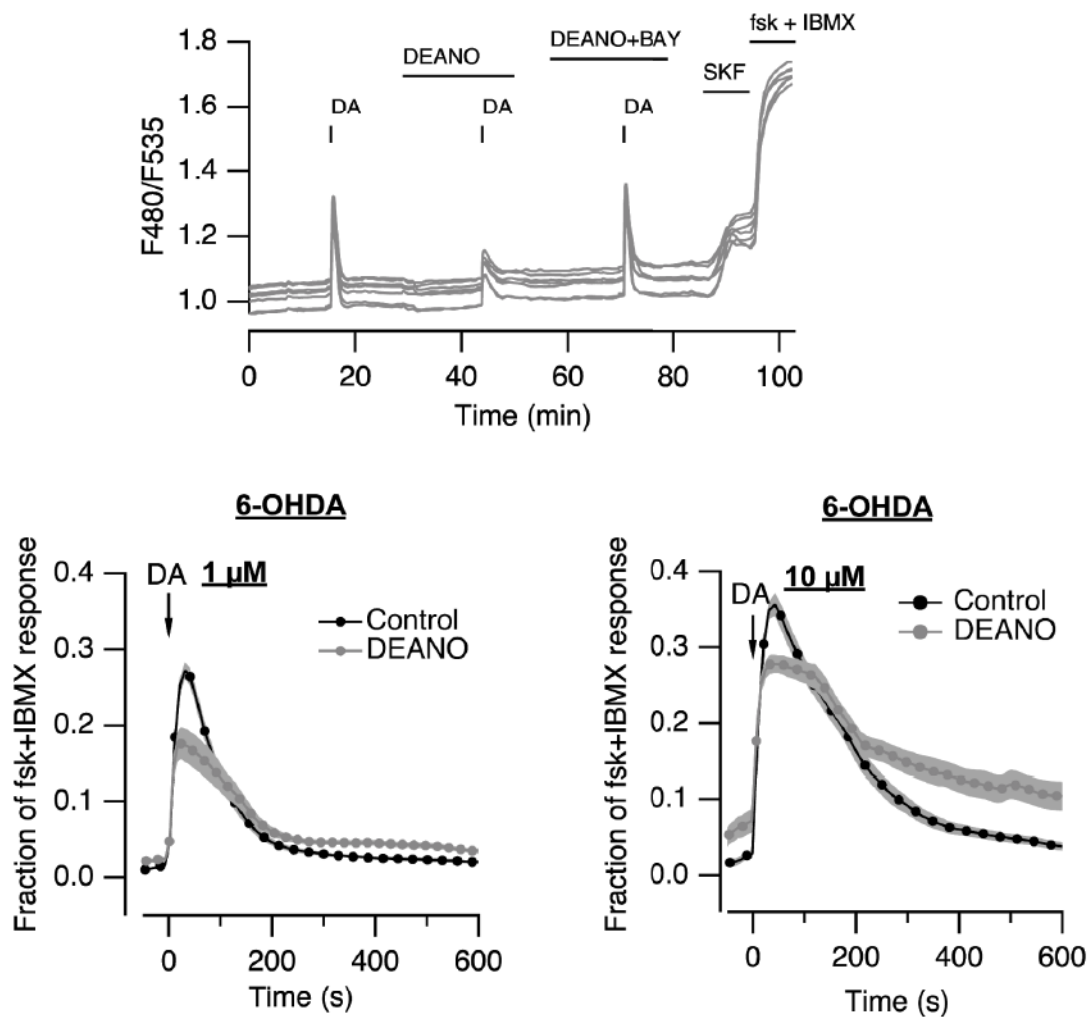 fsk + IBMX
DEANO+BAY
DEANO
SKF
DA
DA
DA
F480/F535
1.8
1.6
1.4
1.2
1.0
0
20
40
60
80
100
Time (min)
6-OHDA
1 µM
DA
Control
DEANO
Fraction of fsk+IBMX response
0.4
0.3
0.2
0.1
0.0
0
200
400
600
Time (s)
6-OHDA
10 µM
DA
Control
DEANO
Fraction of fsk+IBMX response
0.4
0.3
0.2
0.1
0.0
0
200
400
600
Time (s)